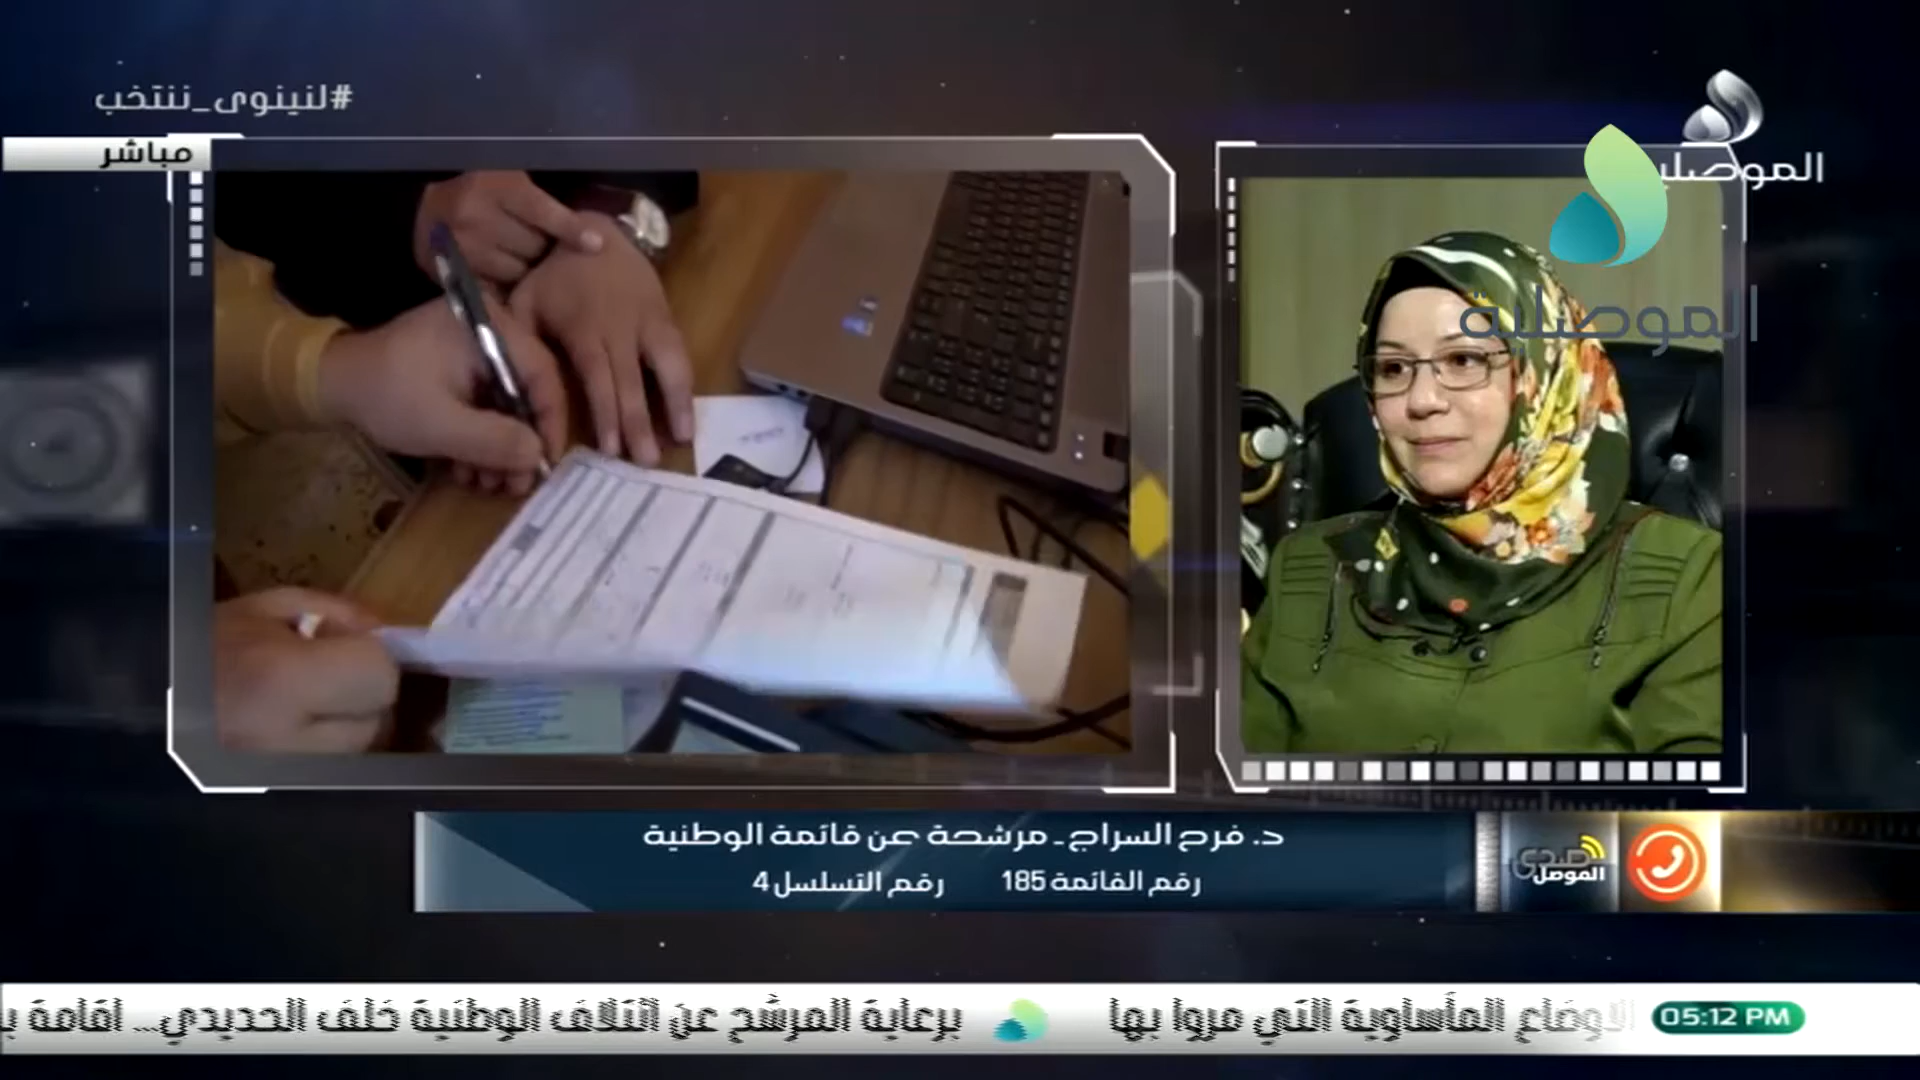 #لنينوى_ننتخب
مباشر
الموصلية
الموصلية
د. فرح السراج - مرشحة عن قائمة الوطنية
رقم القائمة 185 رقم التسلسل 4
صدى
الموصل
الاوضاع المأساوية التي مروا بها برعاية المرشح عن ائتلاف الوطنية خلف الحديدي... اقامة
05:12 PM